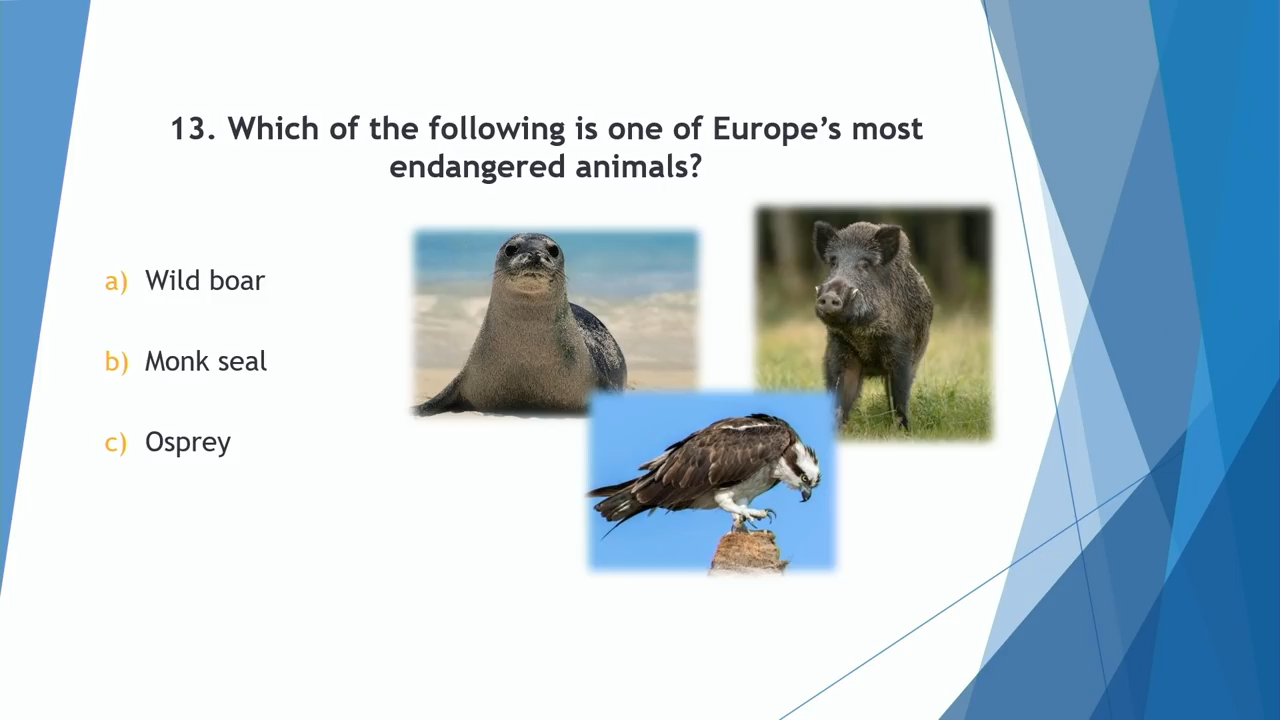 13. Which of the following is one of Europe’s most
endangered animals?
a) Wild boar
b) Monk seal
c) Osprey